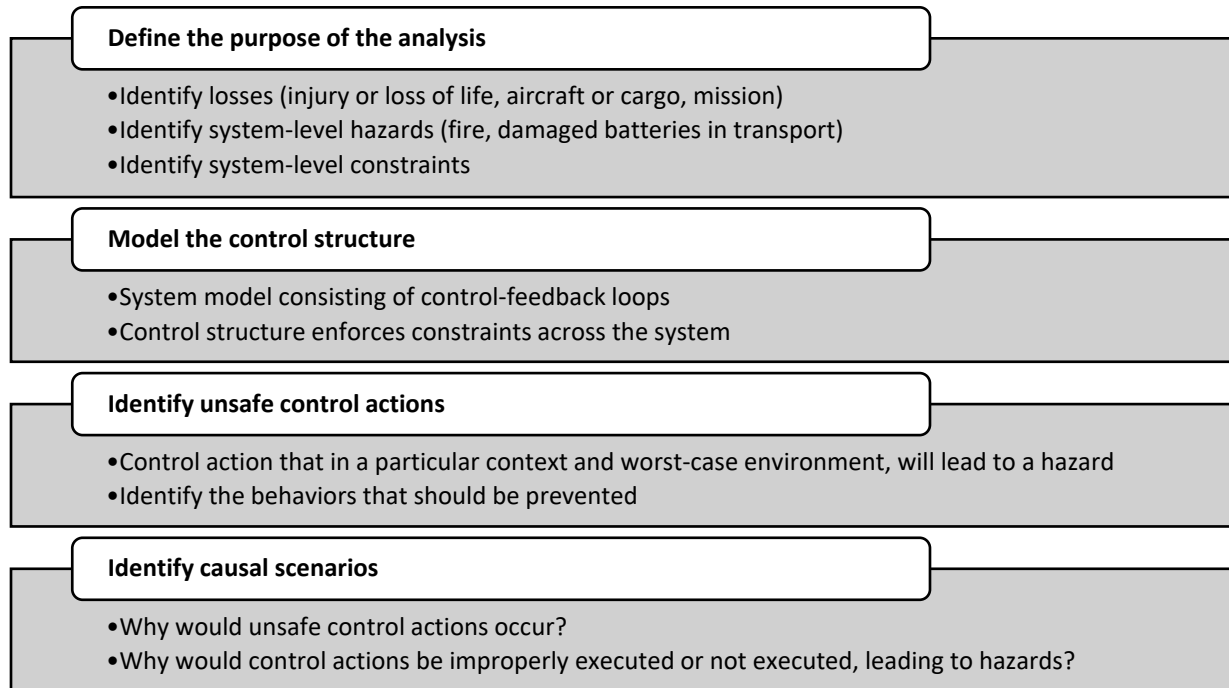 Define the purpose of the analysis
•Identify losses (injury or loss of life, aircraft or cargo, mission)
•Identify system-level hazards (fire, damaged batteries in transport)
•Identify system-level constraints
Model the control structure
•System model consisting of control-feedback loops
•Control structure enforces constraints across the system
Identify unsafe control actions
•Control action that in a particular context and worst-case environment, will lead to a hazard
•Identify the behaviors that should be prevented
Identify causal scenarios
•Why would unsafe control actions occur?
•Why would control actions be improperly executed or not executed, leading to hazards?